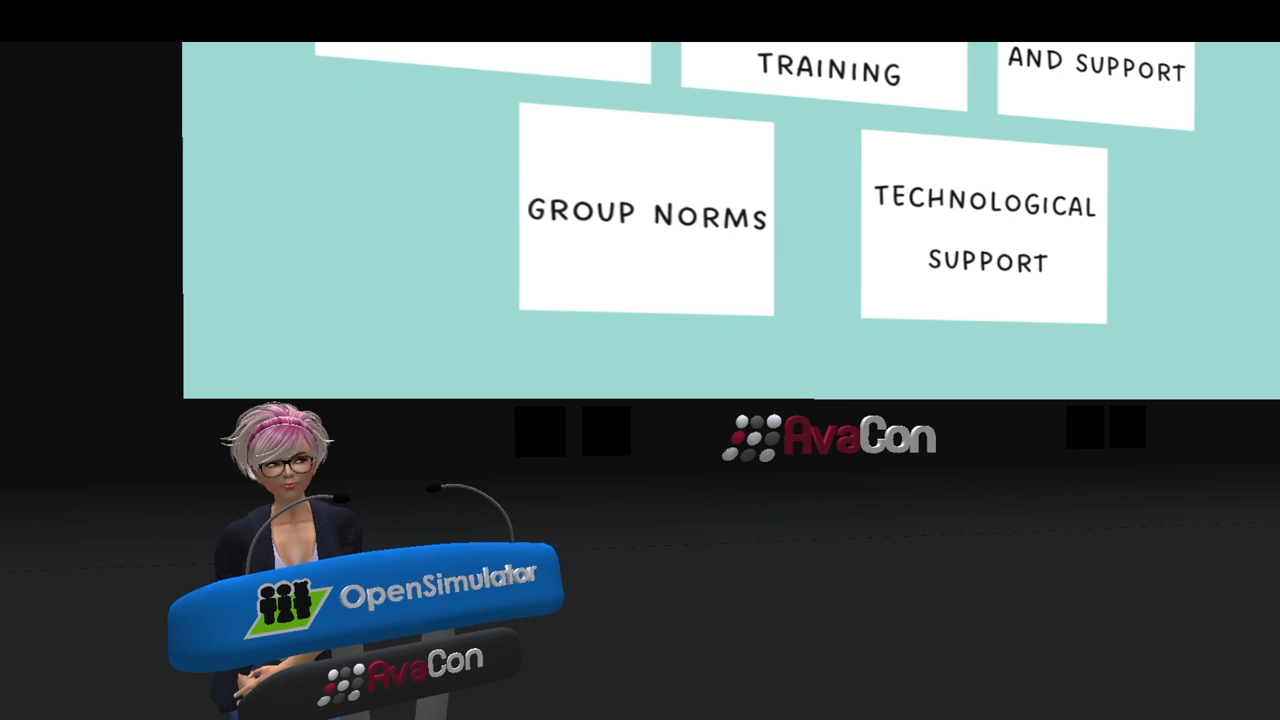 TRAINING
AND SUPPORT
GROUP NORMS
TECHNOLOGICAL
SUPPORT
AvaCon
OpenSimulator
AvaCon